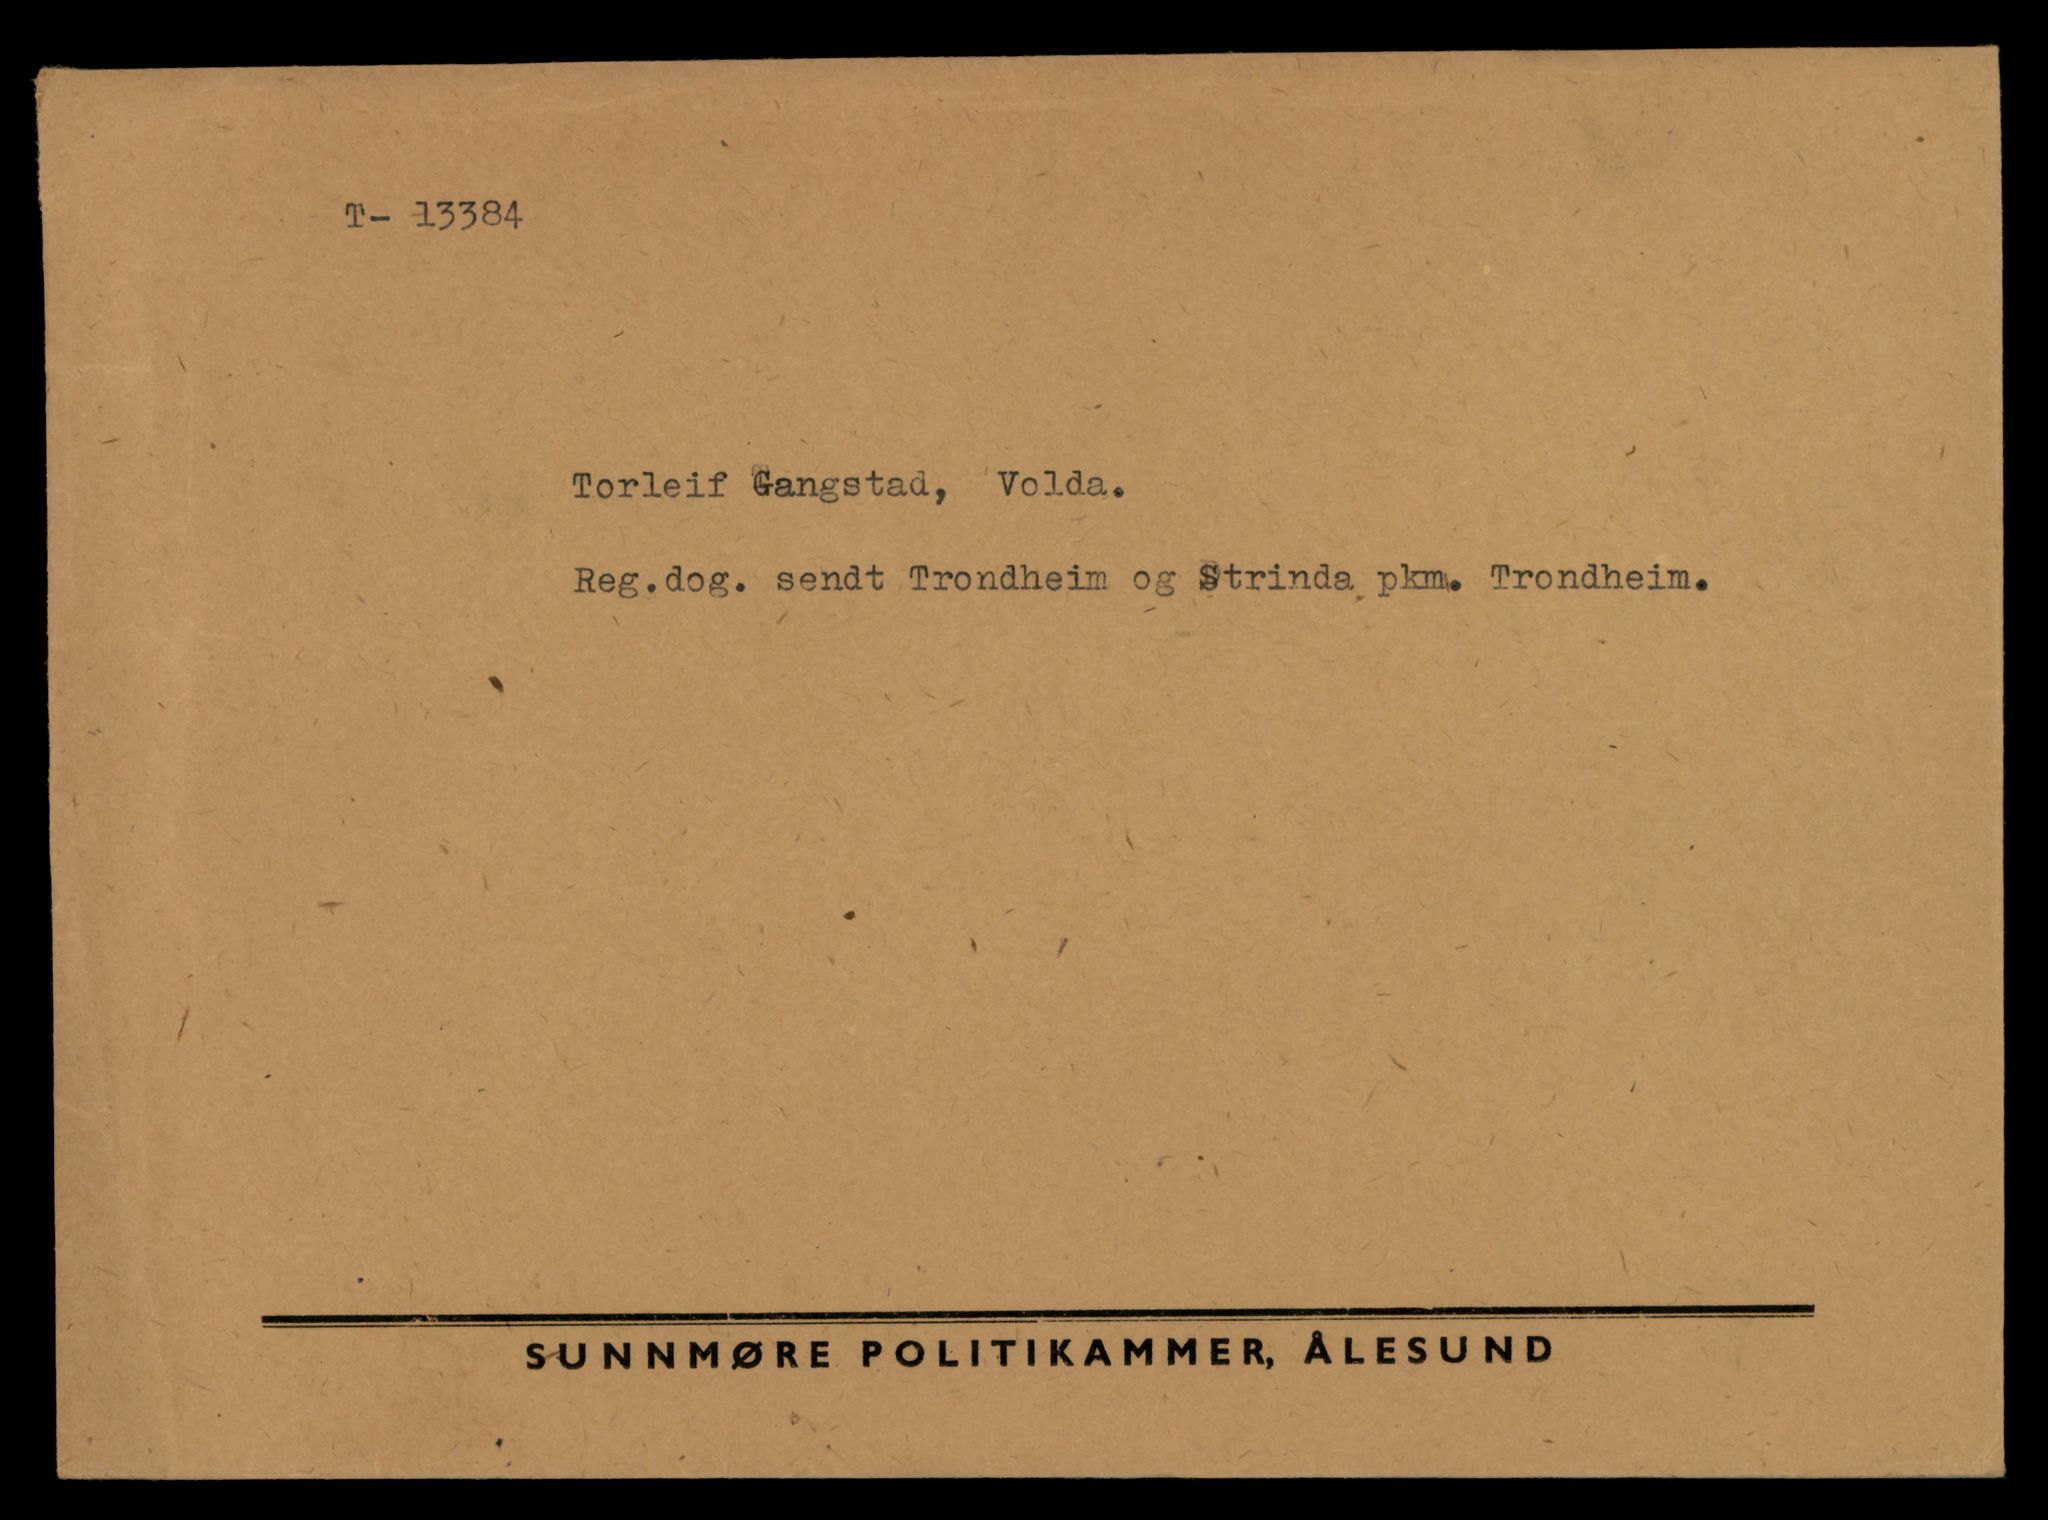 T- 13384
Torleif Gangstad, Volda.
Reg.dog. sendt Trondheim og Strinda pkm. Trondheim.
SUNNMØRE POLITIKAMMER, ÅLESUND